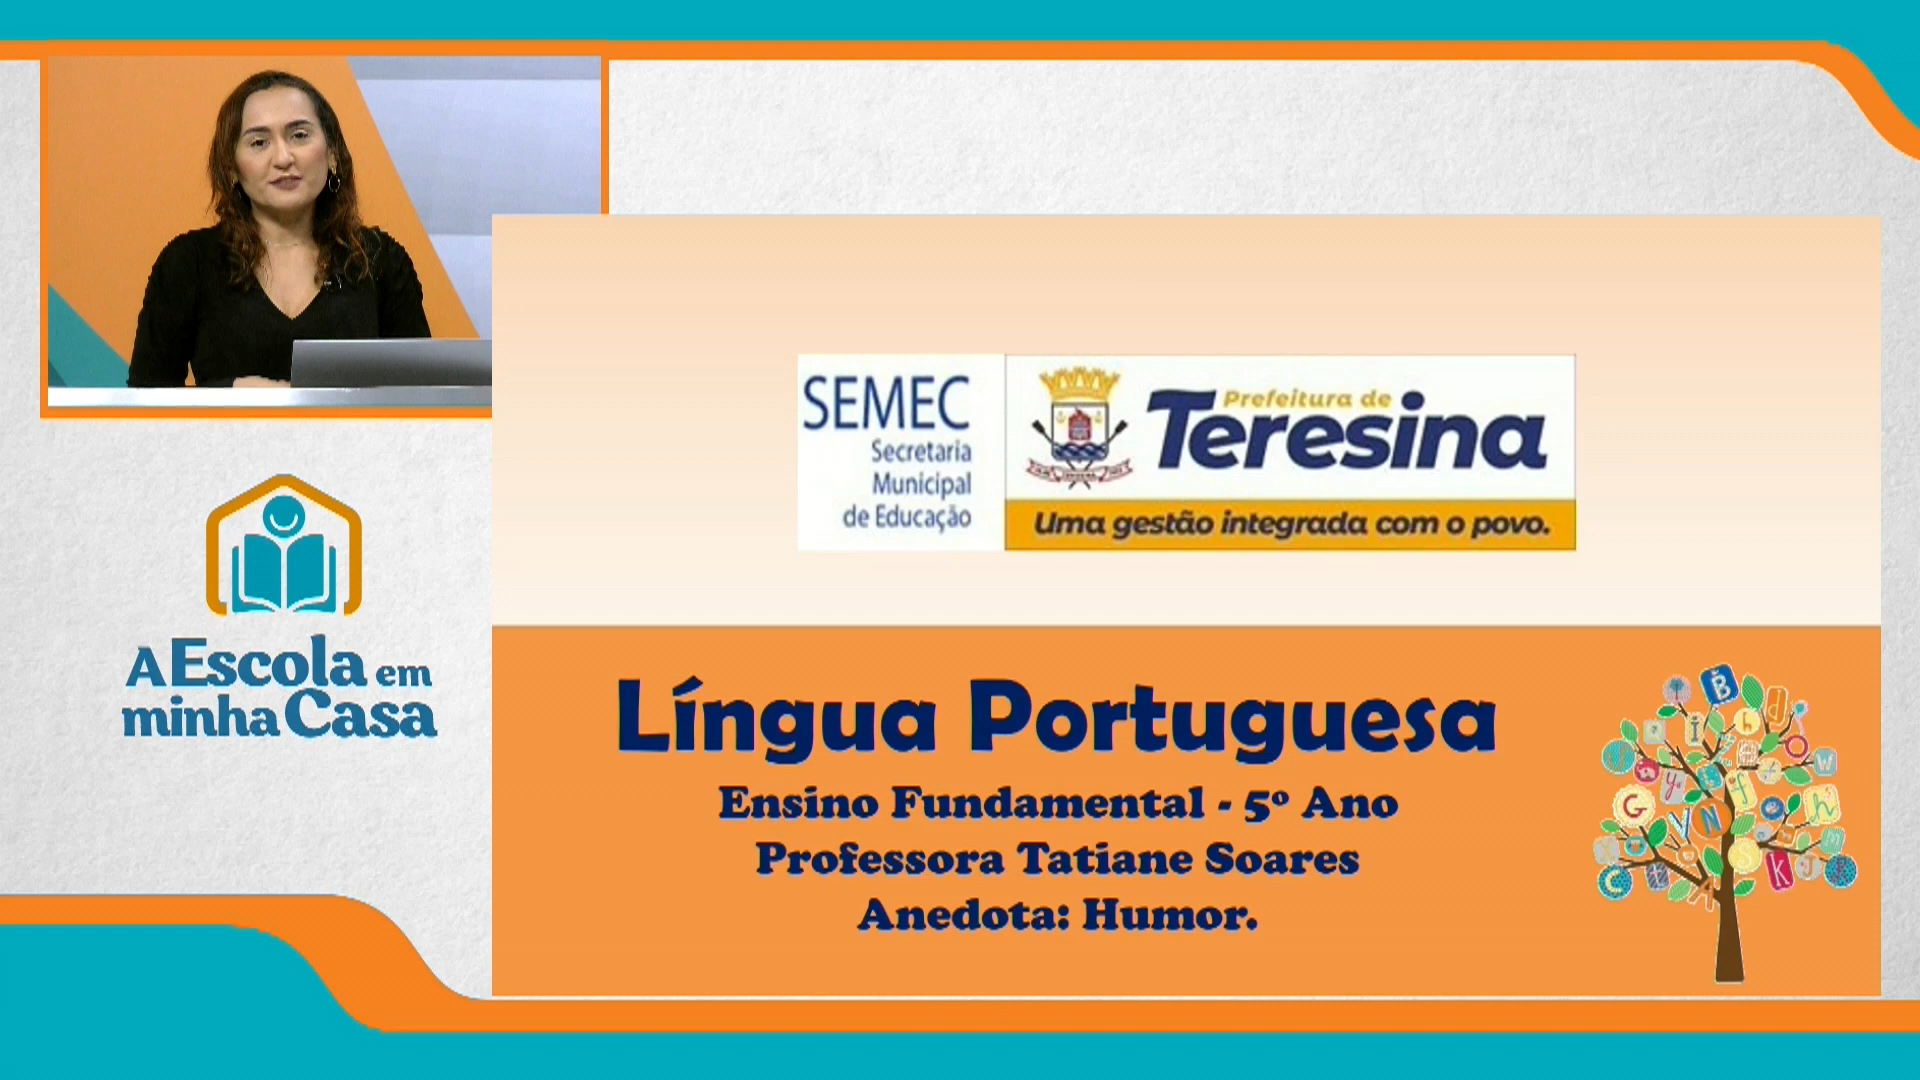 SEMEC
Secretaria
Municipal
de Educação
Prefeitura de
Teresina
Uma gestão integrada com o povo.
A Escola em
minha Casa
Língua Portuguesa
Ensino Fundamental - 5º Ano
Professora Tatiane Soares
Anedota: Humor.